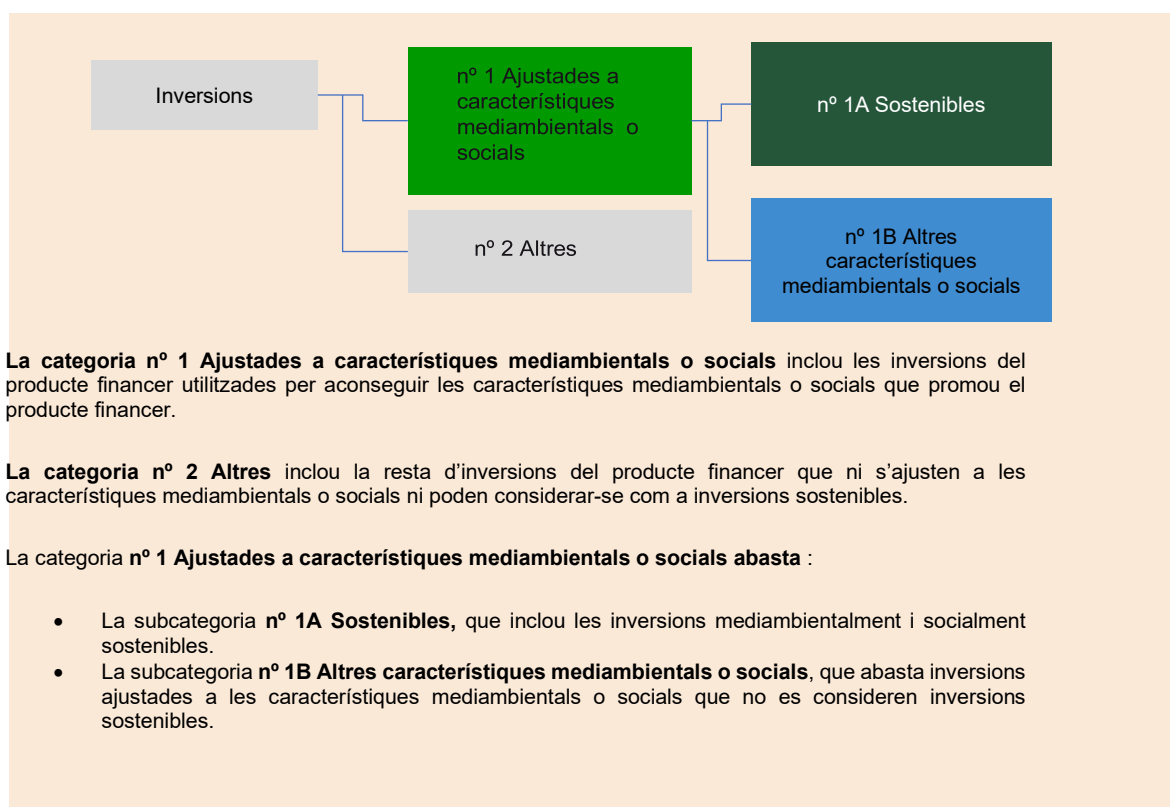 Inversions
nº 1 Ajustades a
característiques
mediambientals o
socials
nº 1A Sostenibles
nº 2 Altres
nº 1B Altres
característiques
mediambientals o socials
La categoria nº 1 Ajustades a característiques mediambientals o socials inclou les inversions del
producte financer utilitzades per aconseguir les característiques mediambientals o socials que promou el
producte financer.
La categoria nº 2 Altres inclou la resta d’inversions del producte financer que ni s’ajusten a les
característiques mediambientals o socials ni poden considerar-se com a inversions sostenibles.
La categoria nº 1 Ajustades a característiques mediambientals o socials abasta :
• La subcategoria nº 1A Sostenibles, que inclou les inversions mediambientalment i socialment
sostenibles.
• La subcategoria nº 1B Altres característiques mediambientals o socials, que abasta inversions
ajustades a les característiques mediambientals o socials que no es consideren inversions
sostenibles.